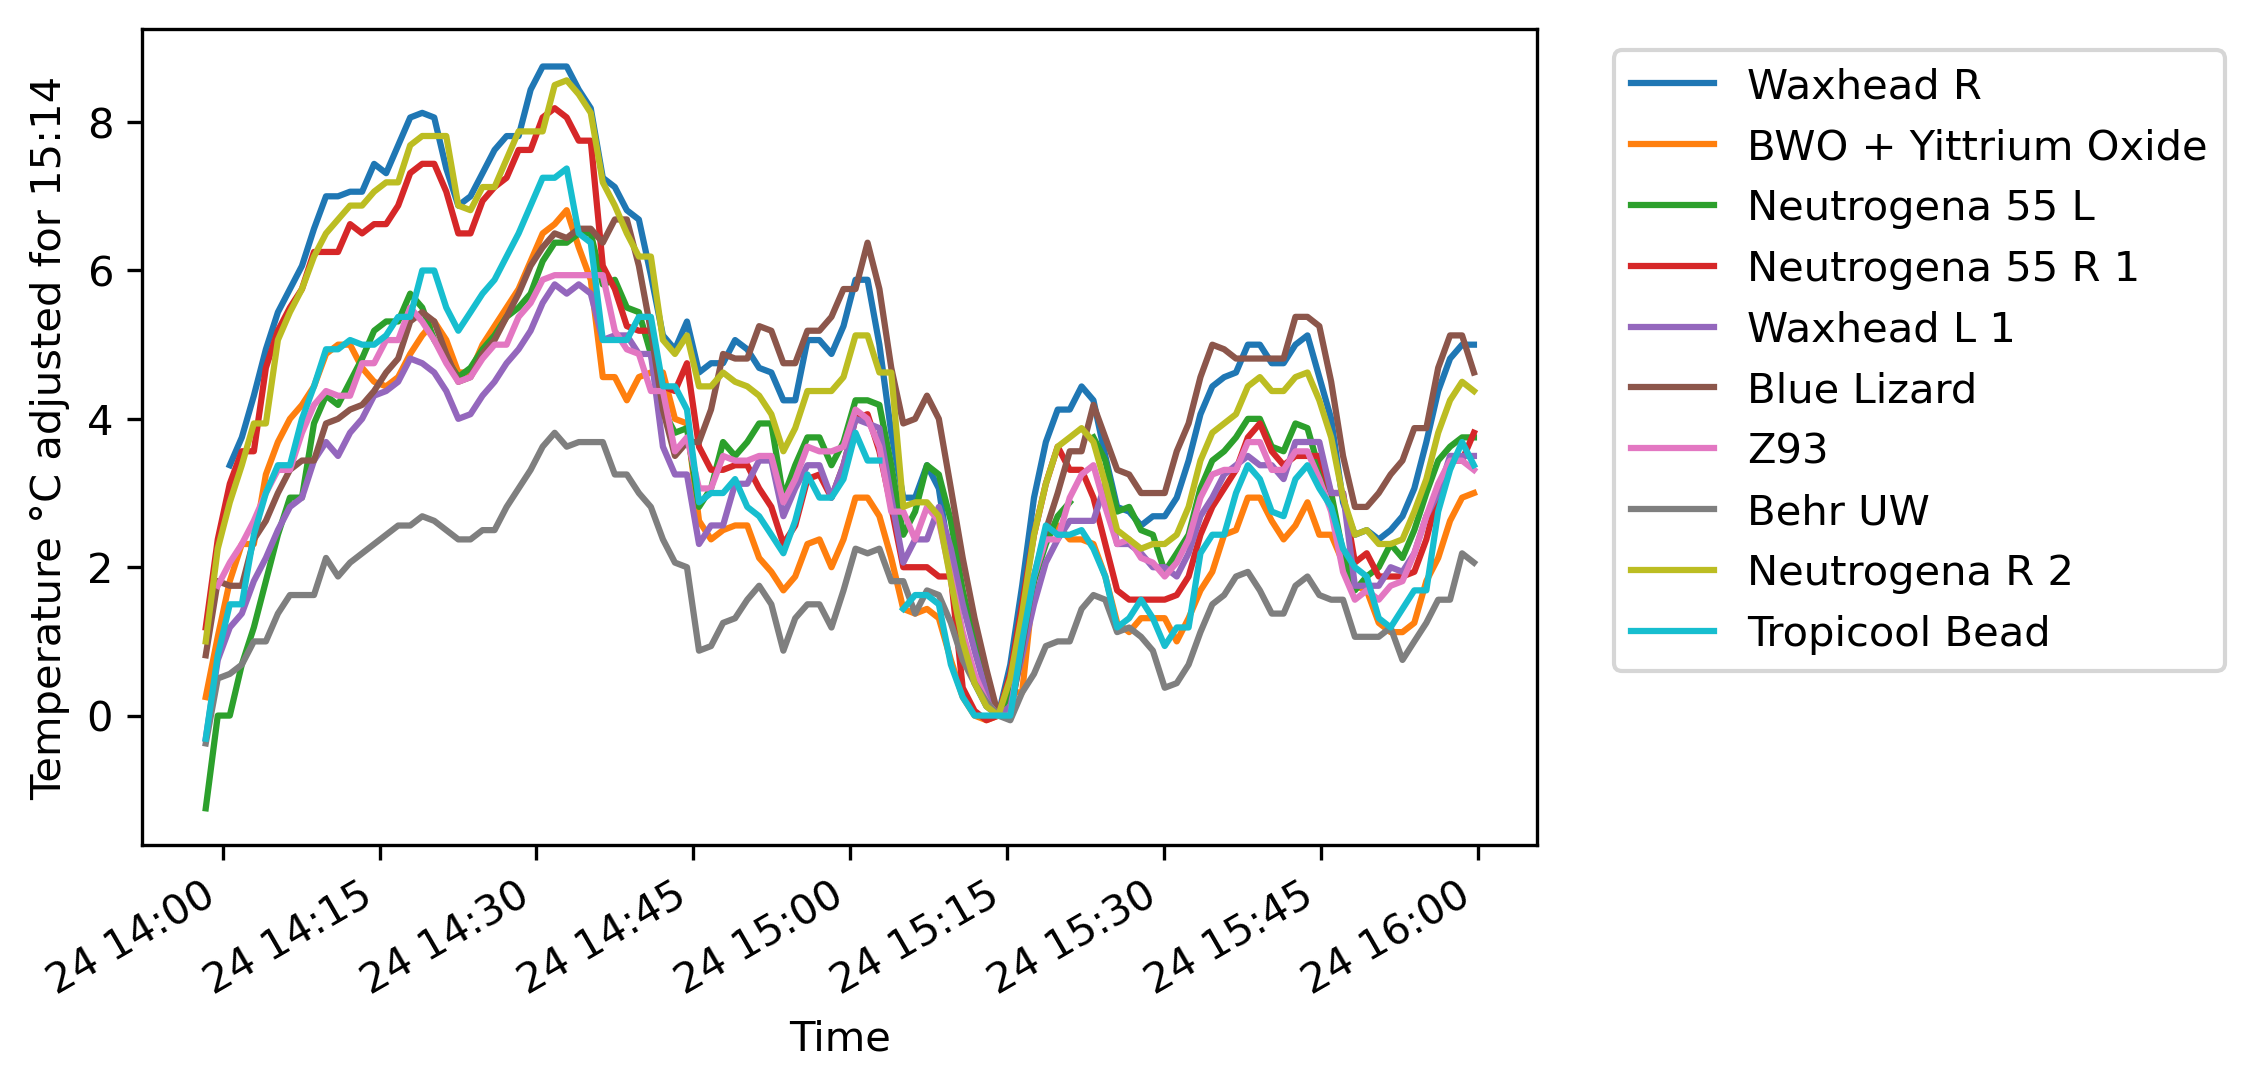 Temperature °C adjusted for 15:14
8
6
4
2
0
24 14:00
24 14:15
24 14:30
24 14:45
24 15:00
24 15:15
24 15:30
24 15:45
24 16:00
Time
Waxhead R
BWO + Yittrium Oxide
Neutrogena 55 L
Neutrogena 55 R 1
Waxhead L 1
Blue Lizard
Z93
Behr UW
Neutrogena R 2
Tropicool Bead